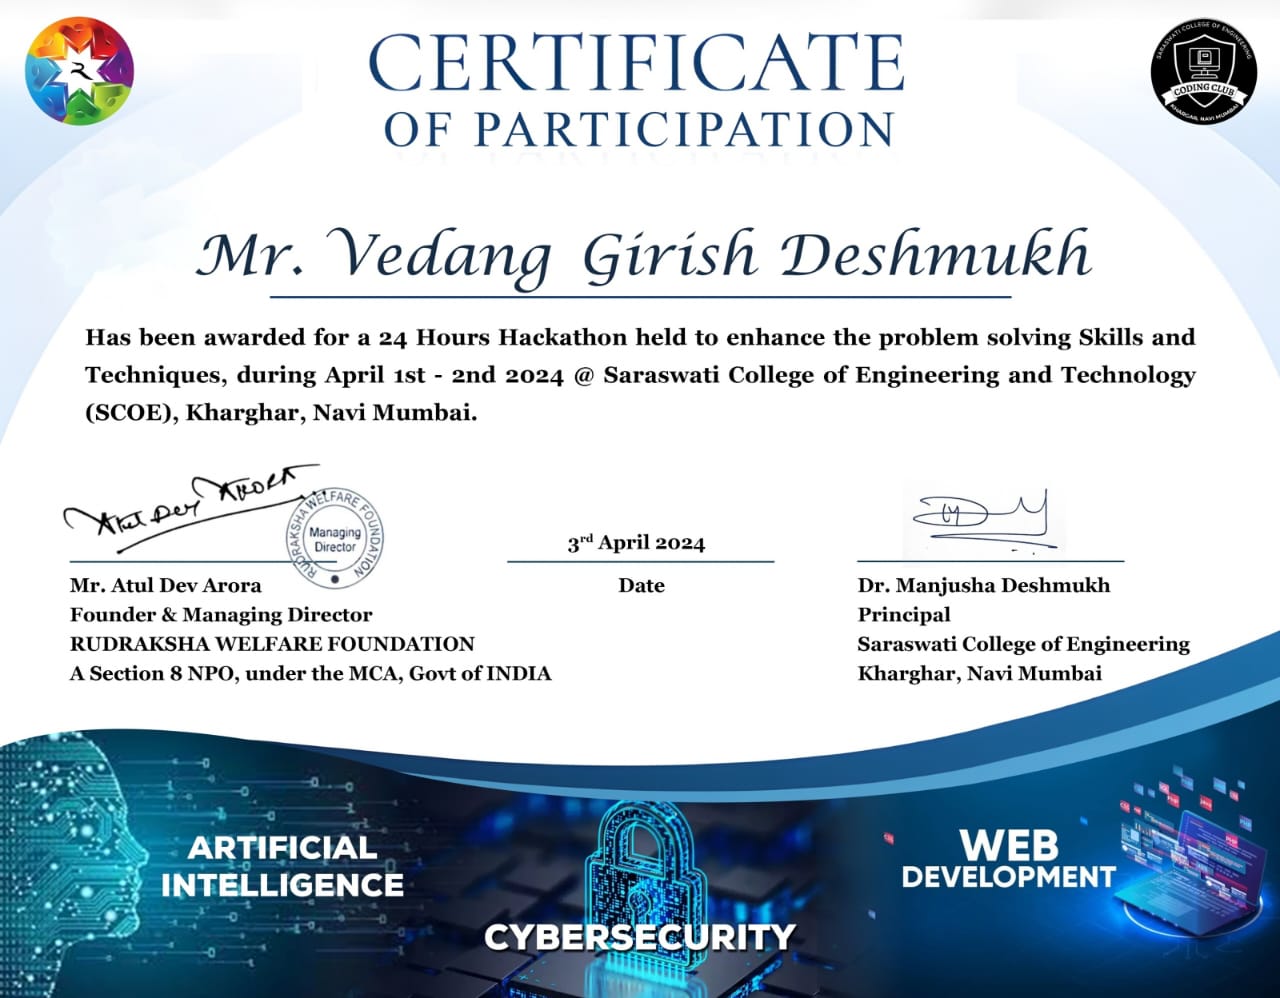 CERTIFICATE
OF PARTICIPATION
SARASWATI COLLEGE OF ENGINEERING
CODING CLUB
KHARGAR, NAVI MUMBAI
Mr. Vedang Girish Deshmukh
Has been awarded for a 24 Hours Hackathon held to enhance the problem solving Skills and
Techniques, during April 1st - 2nd 2024 @ Saraswati College of Engineering and Technology
(SCOE), Kharghar, Navi Mumbai.
Atul Dev Arora
RUDRAKSHA WELFARE FOUNDATION
Managing
Director
3rd April 2024
Mr. Atul Dev Arora
Founder & Managing Director
RUDRAKSHA WELFARE FOUNDATION
A Section 8 NPO, under the MCA, Govt of INDIA
Date
Dr. Manjusha Deshmukh
Principal
Saraswati College of Engineering
Kharghar, Navi Mumbai
ARTIFICIAL
INTELLIGENCE
CYBERSECURITY
WEB
DEVELOPMENT